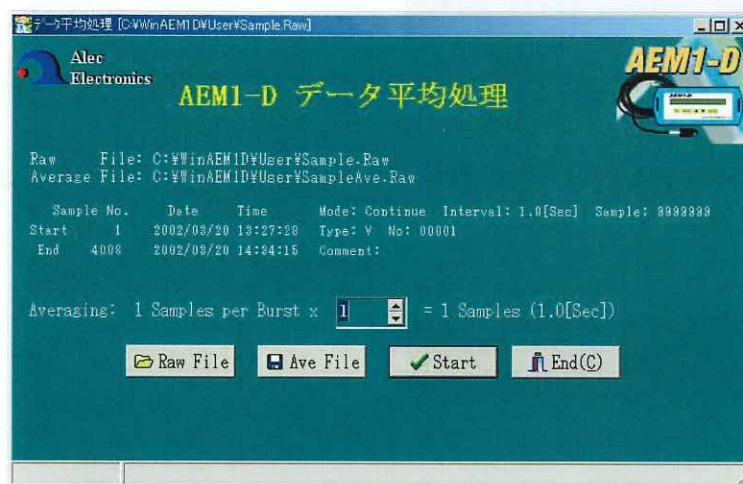 データ平均処理 [C:¥WinAEM1D¥User¥Sample.Raw]
Alec
Electronics
AEM1-D
AEM1-D データ平均処理
Raw File: C:¥WinAEM1D¥User¥Sample.Raw
Average File: C:¥WinAEM1D¥User¥SampleAve.Raw
Sample No. Date Time Mode: Continue Interval: 1.0[Sec] Sample: 9999999
Start 1 2002/03/20 13:27:28 Type: V No: 00001
End 4008 2002/03/20 14:34:15 Comment:
Averaging: 1 Samples per Burst x 1 = 1 Samples (1.0[Sec])
Raw File Ave File Start End(C)